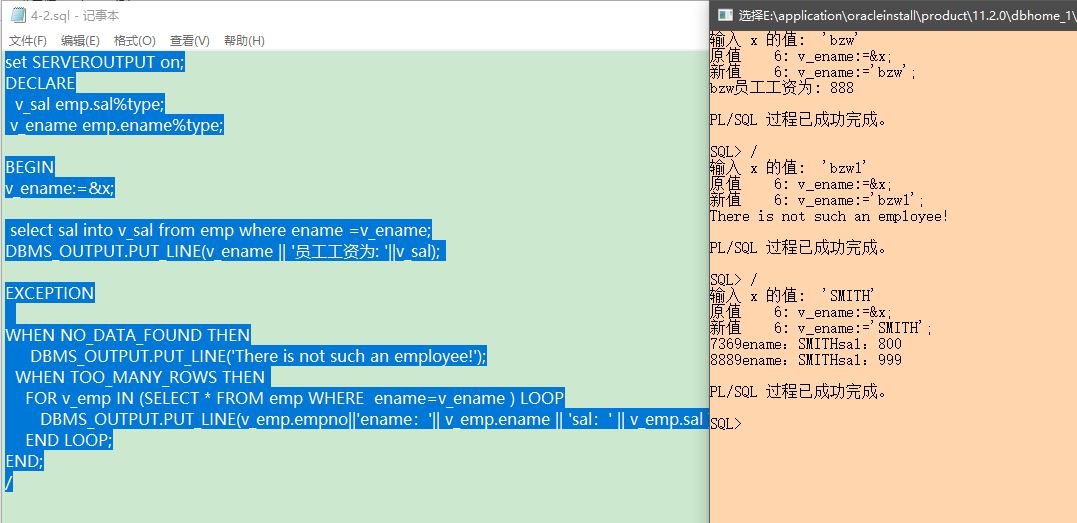 4-2.sql - 记事本
文件(F) 编辑(E) 格式(O) 查看(V) 帮助(H)
set SERVEROUTPUT on;
DECLARE
v_sal emp.sal%type;
v_ename emp.ename%type;
BEGIN
v_ename:=&x;
select sal into v_sal from emp where ename =v_ename;
DBMS_OUTPUT.PUT_LINE(v_ename || '员工工资为: '||v_sal);
EXCEPTION
WHEN NO_DATA_FOUND THEN
DBMS_OUTPUT.PUT_LINE('There is not such an employee!');
WHEN TOO_MANY_ROWS THEN
FOR v_emp IN (SELECT * FROM emp WHERE ename=v_ename ) LOOP
DBMS_OUTPUT.PUT_LINE(v_emp.empno||'ename：'|| v_emp.ename || 'sal：' || v_emp.sal
END LOOP;
END;
/
选择E:\application\oracleinstall\product\11.2.0\dbhome_1\
输入 x 的值: 'bzw'
原值 6: v_ename:=&x;
新值 6: v_ename:='bzw';
bzw员工工资为: 888
PL/SQL 过程已成功完成。
SQL> /
输入 x 的值: 'bzw1'
原值 6: v_ename:=&x;
新值 6: v_ename:='bzw1';
There is not such an employee!
PL/SQL 过程已成功完成。
SQL> /
输入 x 的值: 'SMITH'
原值 6: v_ename:=&x;
新值 6: v_ename:='SMITH';
7369ename：SMITHsal：800
8889ename：SMITHsal：999
PL/SQL 过程已成功完成。
SQL>